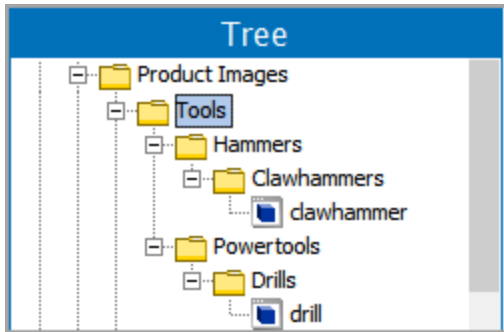 Tree
Product Images
Tools
Hammers
Clawhammers
clawhammer
Powertools
Drills
drill